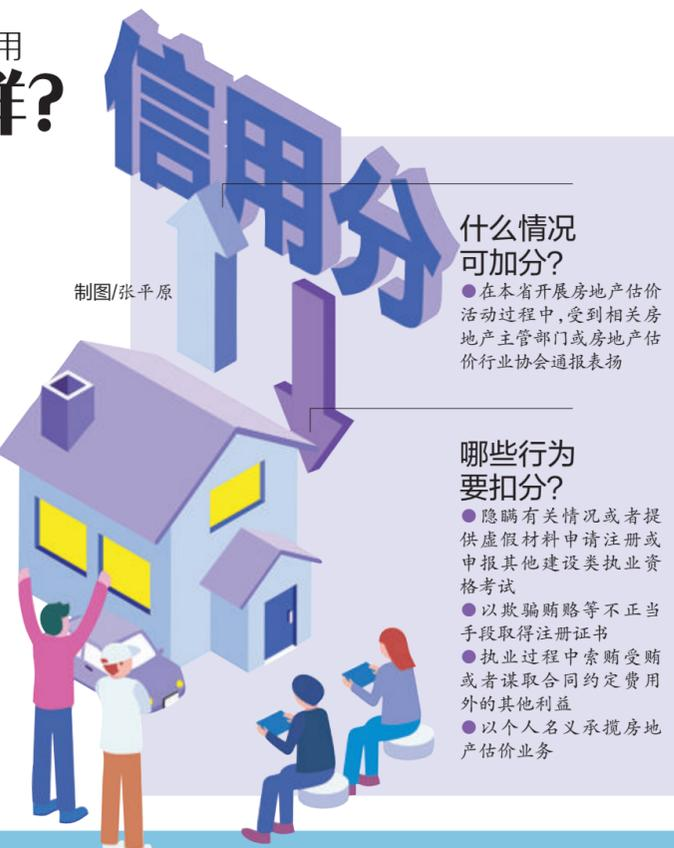 用
样?
信用分
什么情况
可加分?
●在本省开展房地产估价
活动过程中,受到相关房
地产主管部门或房地产估
价行业协会通报表扬
制图/张平原
哪些行为
要扣分?
●隐瞒有关情况或者提
供虚假材料申请注册或
申报其他建设类执业资
格考试
●以欺骗贿赂等不正当
手段取得注册证书
●执业过程中索贿受贿
或者谋取合同约定费用
外的其他利益
●以个人名义承揽房地
产估价业务